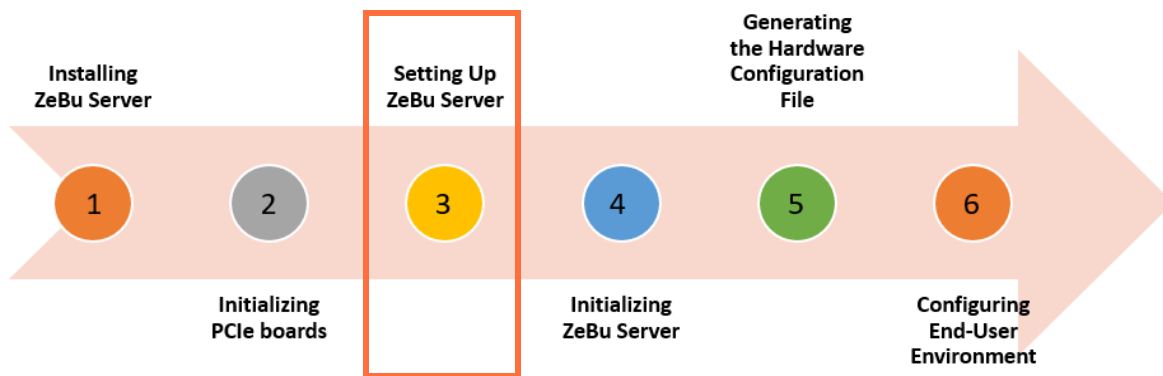 Installing
ZeBu Server
1
Initializing
PCIe boards
2
Setting Up
ZeBu Server
3
Initializing
ZeBu Server
4
Generating
the Hardware
Configuration
File
5
Configuring
End-User
Environment
6